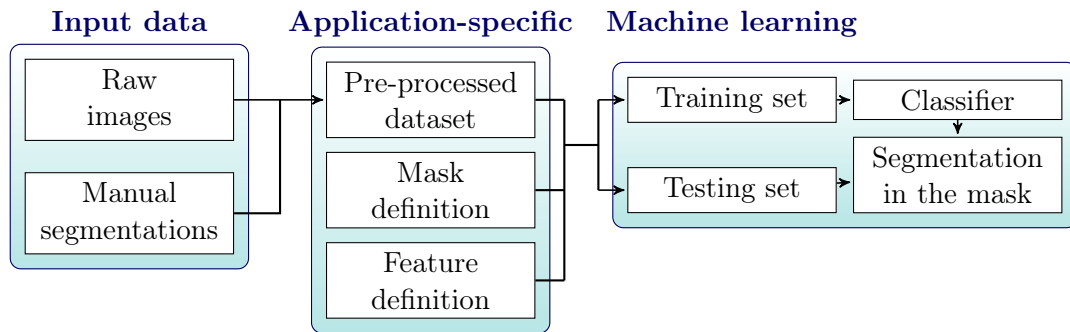 Input data
Raw
images
Manual
segmentations
Application-specific
Pre-processed
dataset
Mask
definition
Feature
definition
Machine learning
Training set
Classifier
Testing set
Segmentation
in the mask